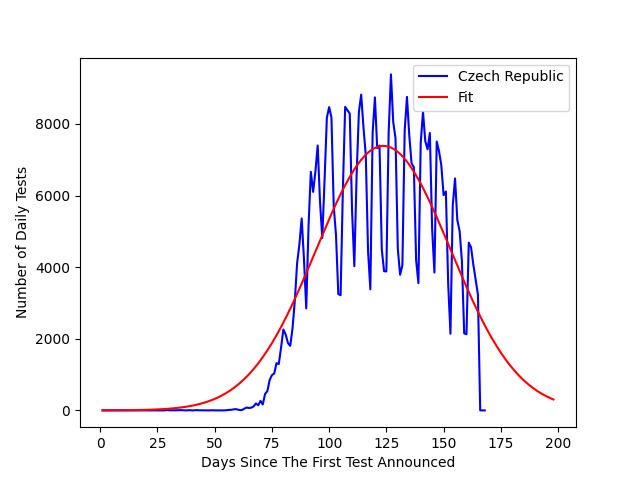 Czech Republic
Fit
8000
6000
4000
2000
0
Number of Daily Tests
0 25 50 75 100 125 150 175 200
Days Since The First Test Announced